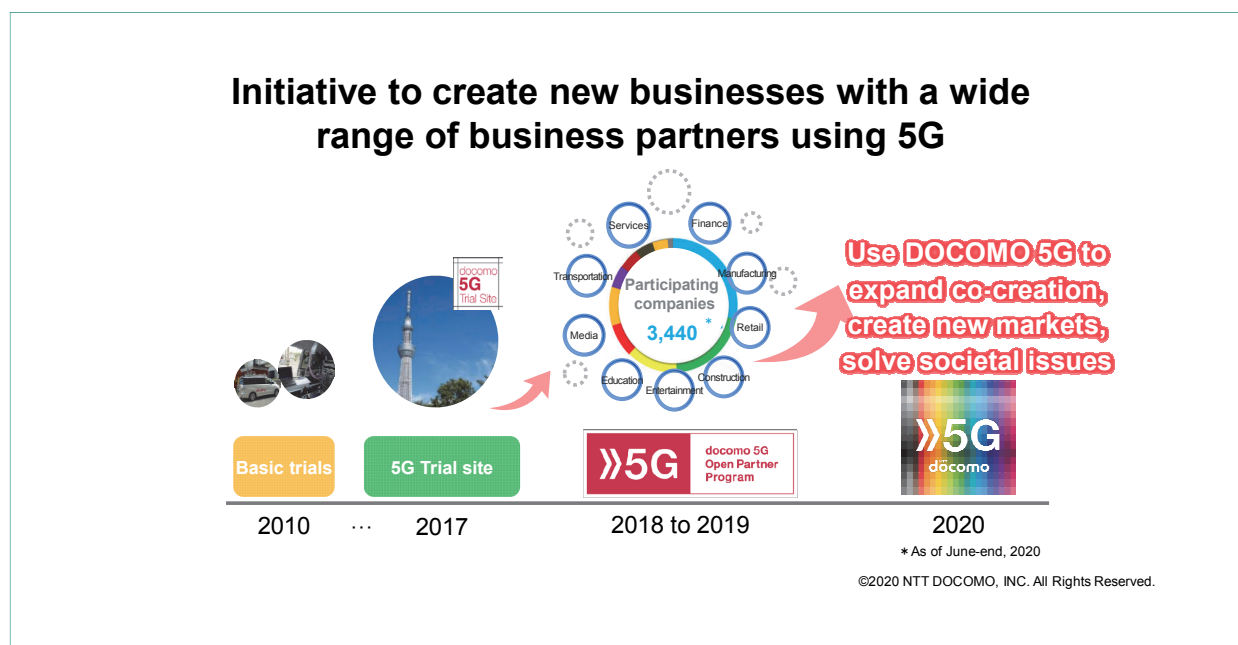 Initiative to create new businesses with a wide
range of business partners using 5G
docomo
5G
Trial Site
Services
Finance
Transportation
Manufacturing
Participating
companies
3,440 *
Media
Retail
Education
Entertainment
Construction
Use DOCOMO 5G to
expand co-creation,
create new markets,
solve societal issues
Basic trials
5G Trial site
5G
docomo 5G
Open Partner
Program
5G
döcomo
2010 … 2017 2018 to 2019 2020
* As of June-end, 2020
©2020 NTT DOCOMO, INC. All Rights Reserved.